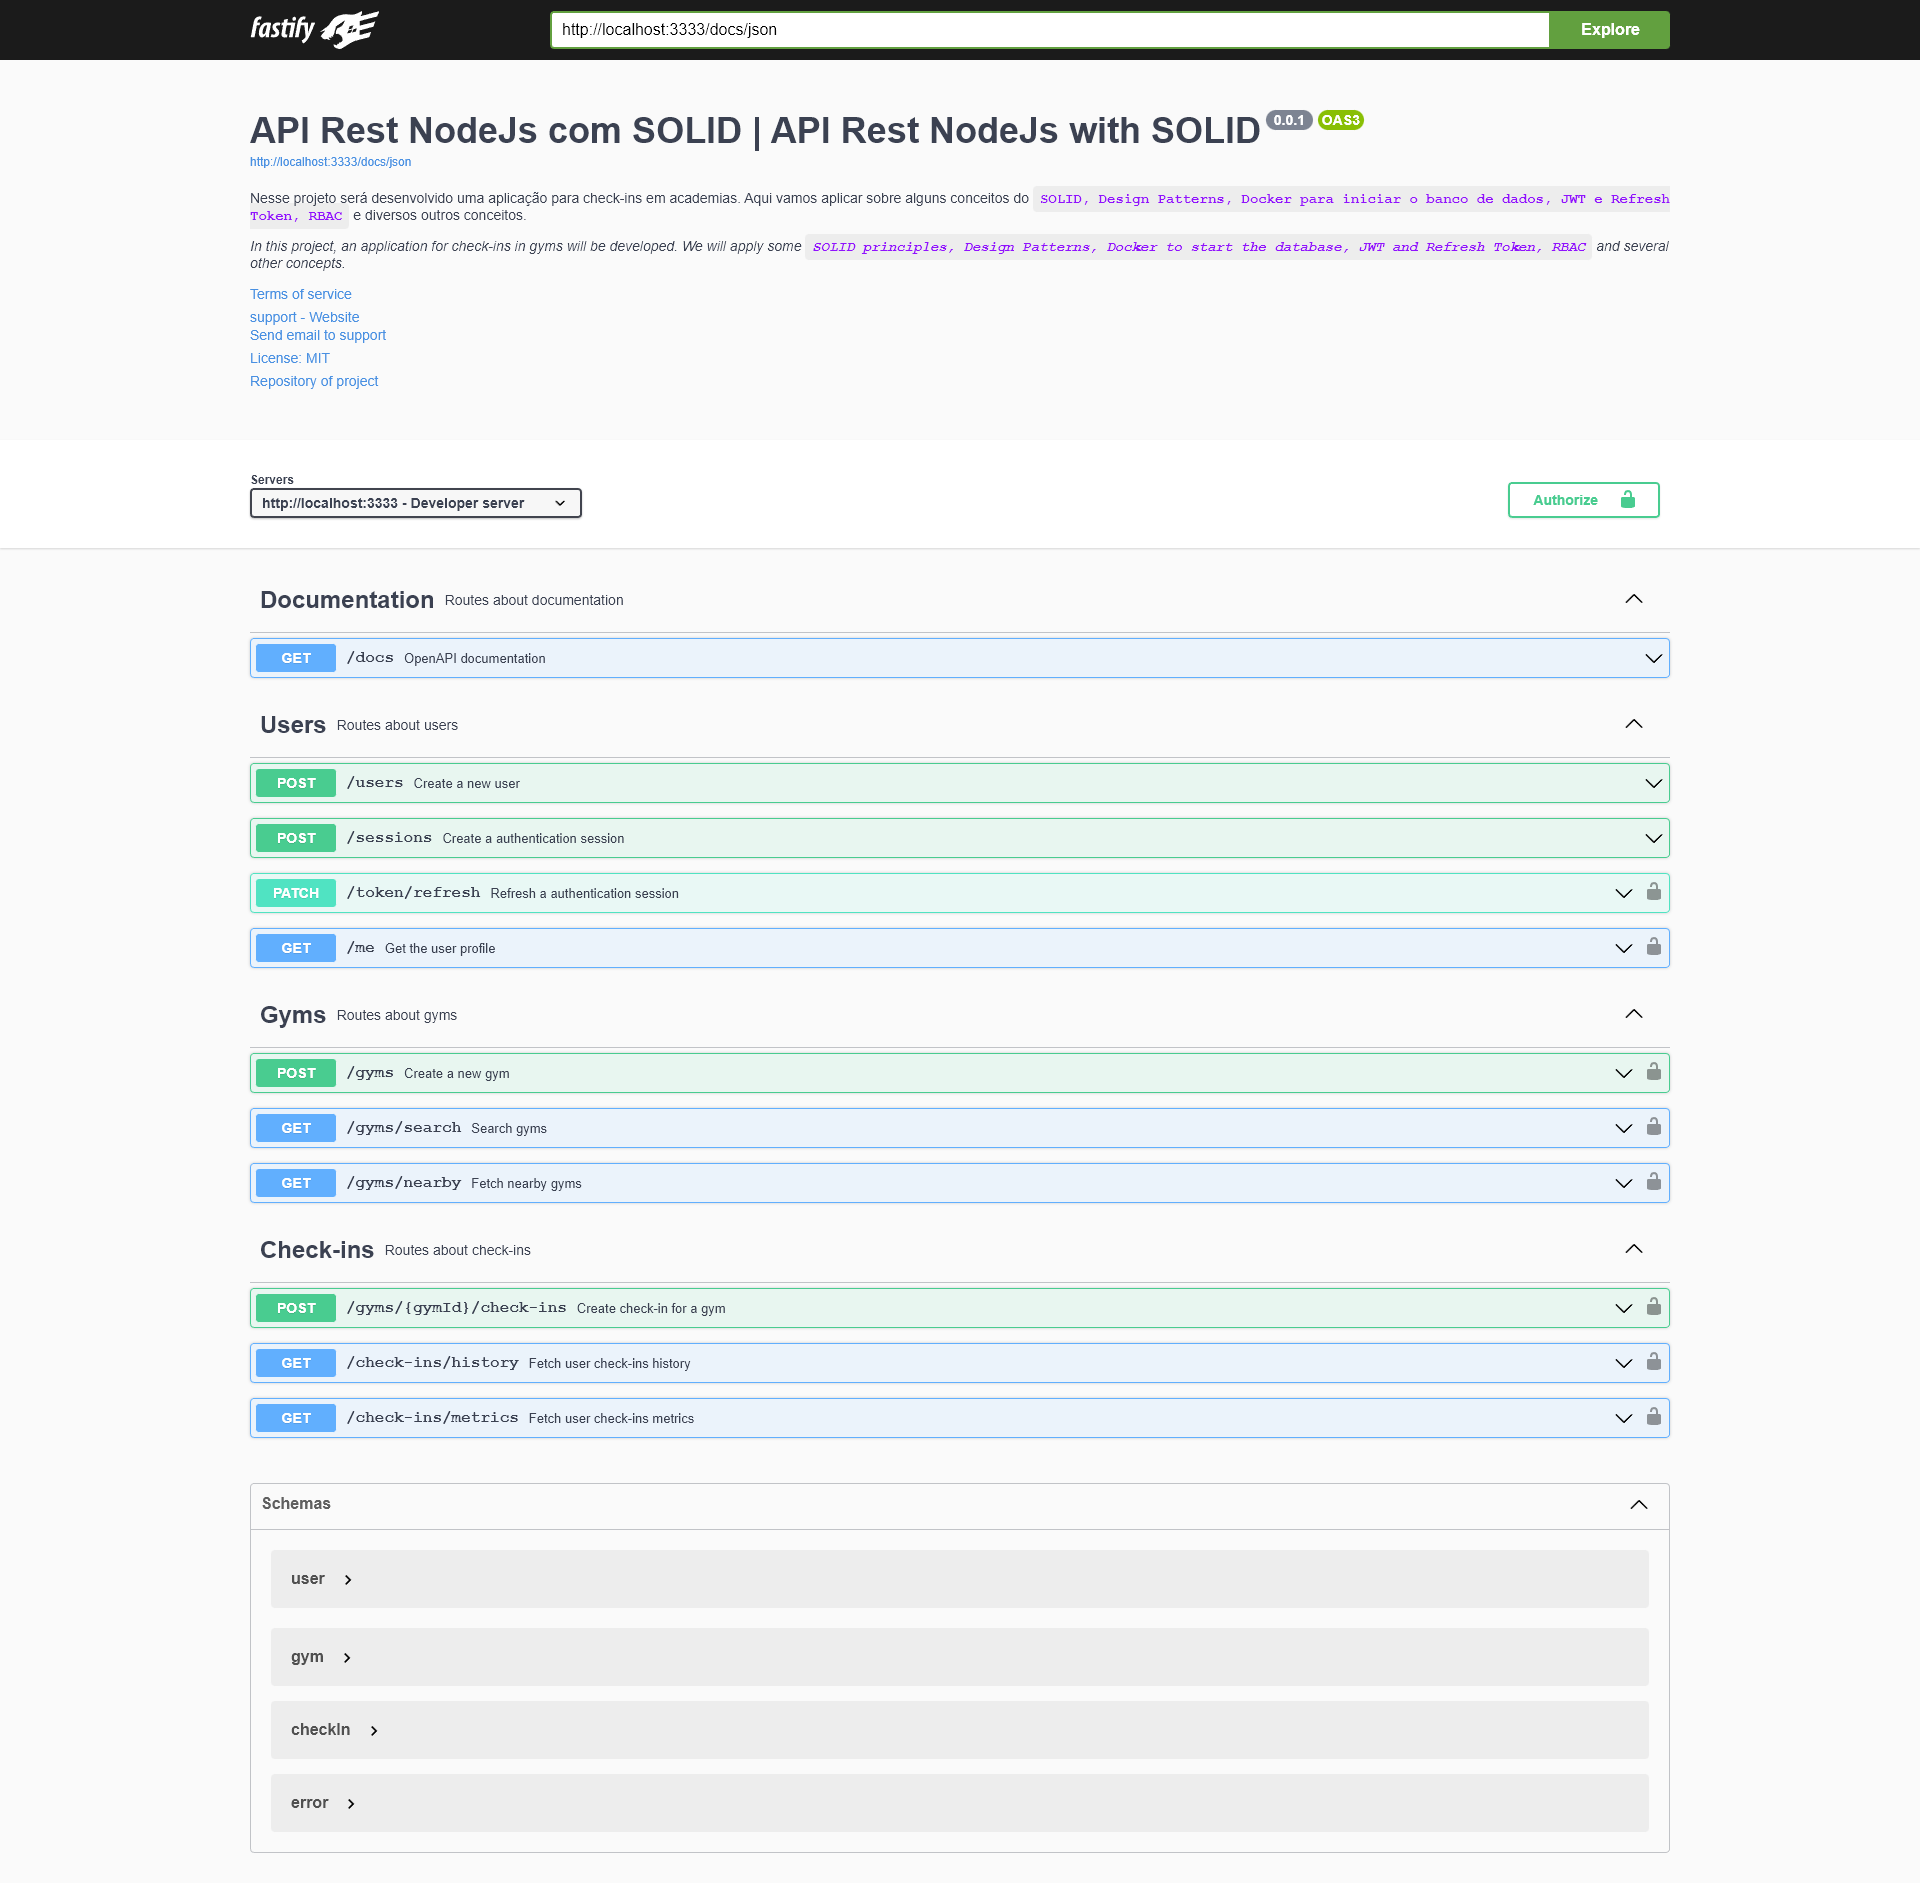 fastify
http://localhost:3333/docs/json
Explore
API Rest NodeJs com SOLID | API Rest NodeJs with SOLID 0.0.1 OAS3
http://localhost:3333/docs/json
Nesse projeto será desenvolvido uma aplicação para check-ins em academias. Aqui vamos aplicar sobre alguns conceitos do SOLID, Design Patterns, Docker para iniciar o banco de dados, JWT e Refresh
Token, RBAC e diversos outros conceitos.
In this project, an application for check-ins in gyms will be developed. We will apply some SOLID principles, Design Patterns, Docker to start the database, JWT and Refresh Token, RBAC and several
other concepts.
Terms of service
support - Website
Send email to support
License: MIT
Repository of project
Servers
http://localhost:3333 - Developer server
Authorize
Documentation Routes about documentation
GET /docs OpenAPI documentation
Users Routes about users
POST /users Create a new user
POST /sessions Create a authentication session
PATCH /token/refresh Refresh a authentication session
GET /me Get the user profile
Gyms Routes about gyms
POST /gyms Create a new gym
GET /gyms/search Search gyms
GET /gyms/nearby Fetch nearby gyms
Check-ins Routes about check-ins
POST /gyms/{gymId}/check-ins Create check-in for a gym
GET /check-ins/history Fetch user check-ins history
GET /check-ins/metrics Fetch user check-ins metrics
Schemas
user
gym
checkIn
error